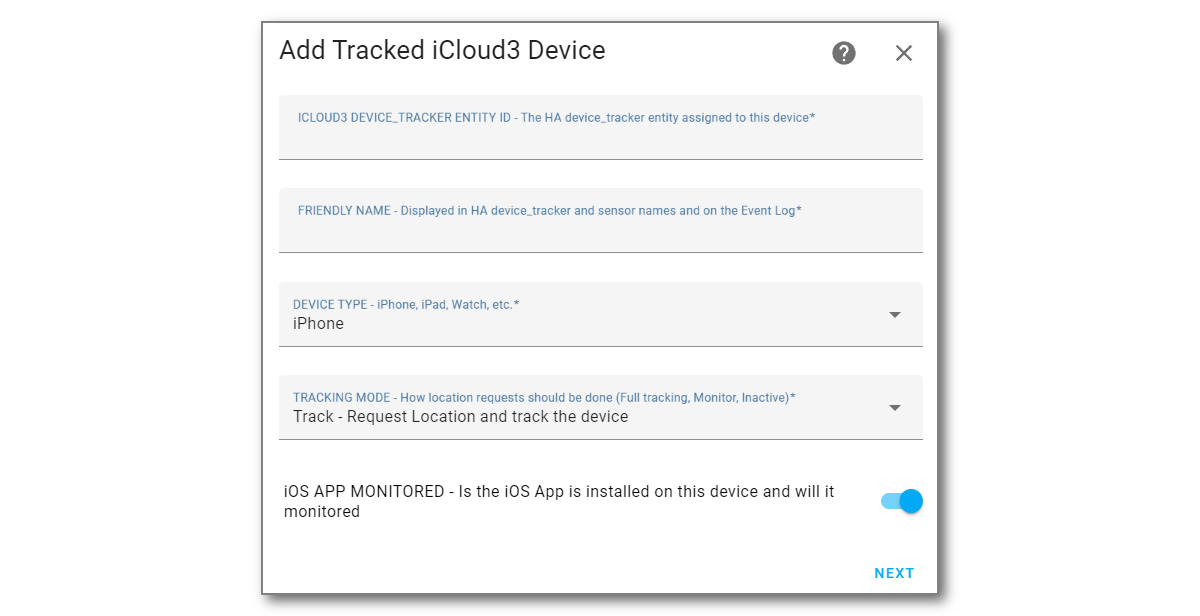 Add Tracked iCloud3 Device
ICLOUD3 DEVICE_TRACKER ENTITY ID - The HA device_tracker entity assigned to this device*
FRIENDLY NAME - Displayed in HA device_tracker and sensor names and on the Event Log*
DEVICE TYPE - iPhone, iPad, Watch, etc.*
iPhone
TRACKING MODE - How location requests should be done (Full tracking, Monitor, Inactive)*
Track - Request Location and track the device
iOS APP MONITORED - Is the iOS App is installed on this device and will it
monitored
NEXT